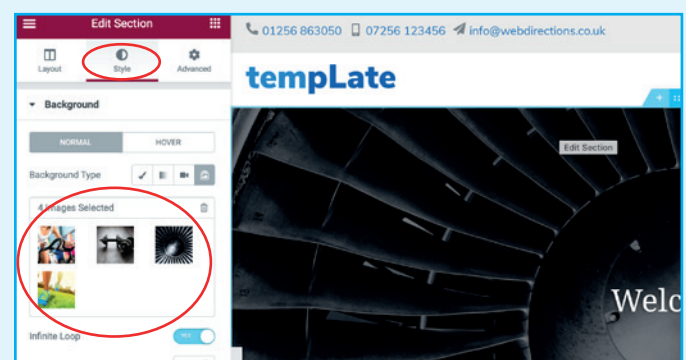 Edit Section
Layout
Style
Advanced
Background
NORMAL
HOVER
Background Type
4 Images Selected
Infinite Loop
YES
01256 863050 07256 123456 info@webdirections.co.uk
tempLate
Edit Section
Welc